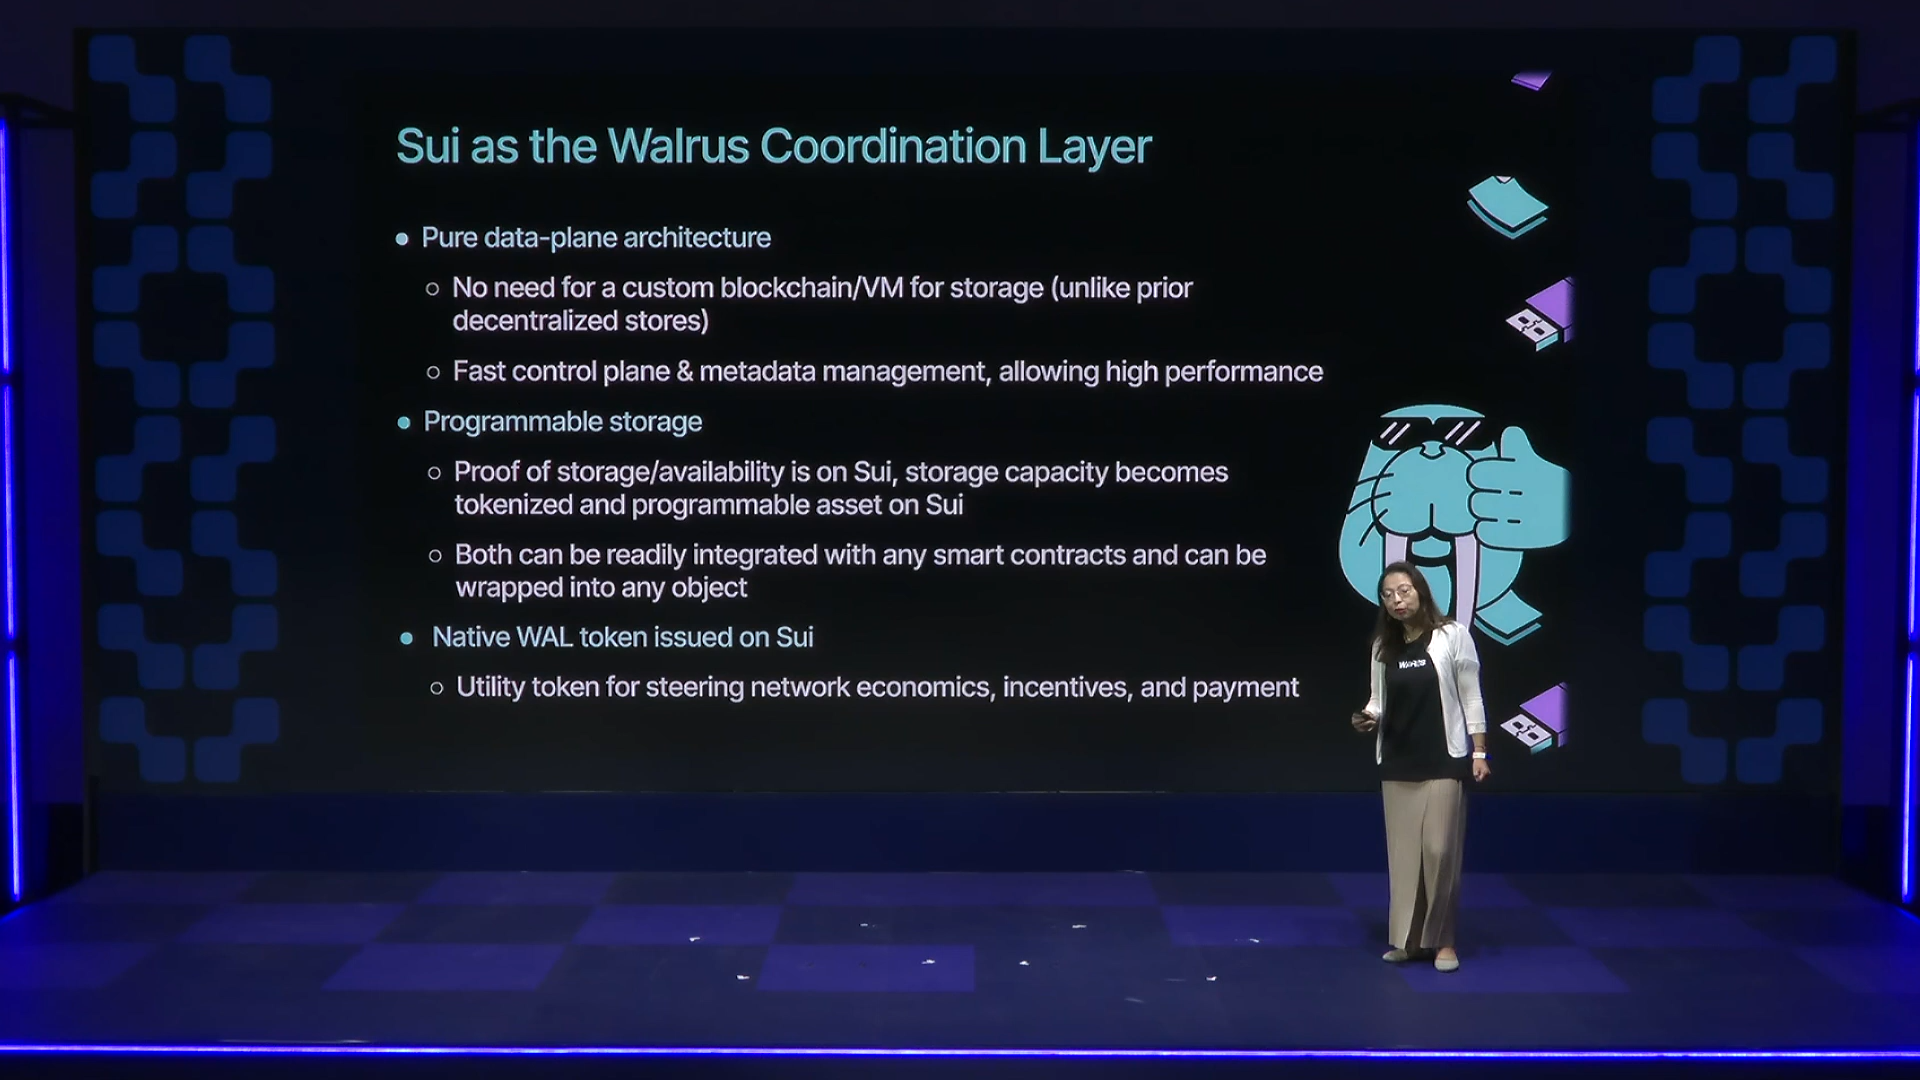 Sui as the Walrus Coordination Layer
● Pure data-plane architecture
○ No need for a custom blockchain/VM for storage (unlike prior
decentralized stores)
○ Fast control plane & metadata management, allowing high performance
● Programmable storage
○ Proof of storage/availability is on Sui, storage capacity becomes
tokenized and programmable asset on Sui
○ Both can be readily integrated with any smart contracts and can be
wrapped into any object
● Native WAL token issued on Sui
○ Utility token for steering network economics, incentives, and payment